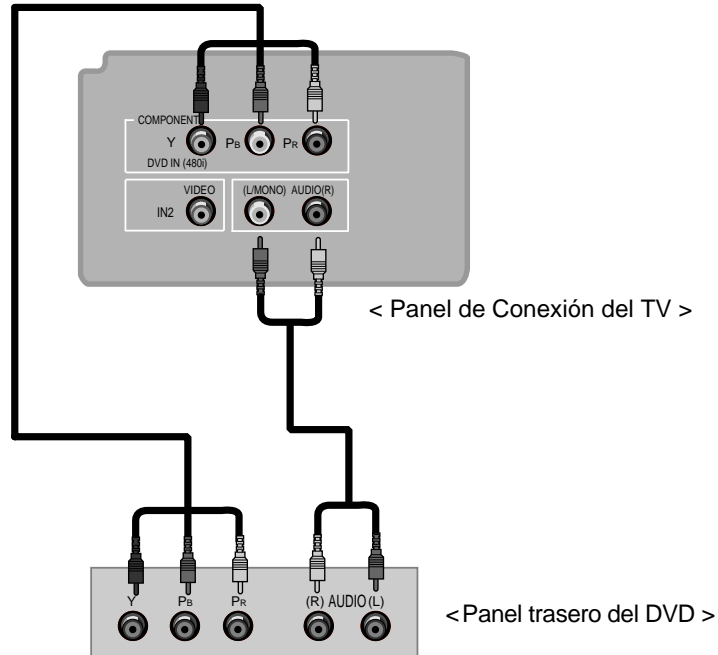 COMPONENT
Y PB PR
DVD IN (480i)
VIDEO (L/MONO) AUDIO(R)
IN2
< Panel de Conexión del TV >
Y PB PR (R) AUDIO (L)
<Panel trasero del DVD >